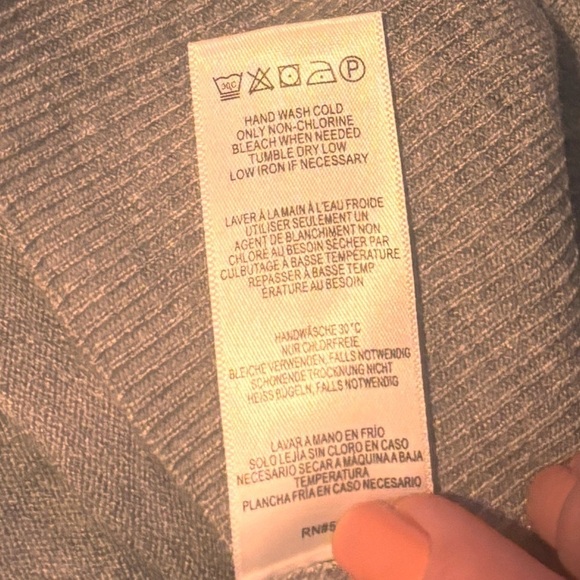 30C P
HAND WASH COLD
ONLY NON-CHLORINE
BLEACH WHEN NEEDED
TUMBLE DRY LOW
LOW IRON IF NECESSARY
LAVER À LA MAIN À L'EAU FROIDE
UTILISER SEULEMENT UN
AGENT DE BLANCHIMENT NON
CHLORÉ AU BESOIN SÉCHER PAR
CULBUTAGE À BASSE TEMPÉRATURE
REPASSER À BASSE TEMP
ÉRATURE AU BESOIN
HANDWÄSCHE 30 °C
NUR CHLORFREIE
BLEICHE VERWENDEN, FALLS NOTWENDIG
SCHONENDE TROCKNUNG NICHT
HEISS BÜGELN, FALLS NOTWENDIG
LAVAR A MANO EN FRÍO
SOLO LEJÍA SIN CLORO EN CASO
NECESARIO SECAR A MÁQUINA A BAJA
TEMPERATURA
PLANCHA FRÍA EN CASO NECESARIO
RN#5